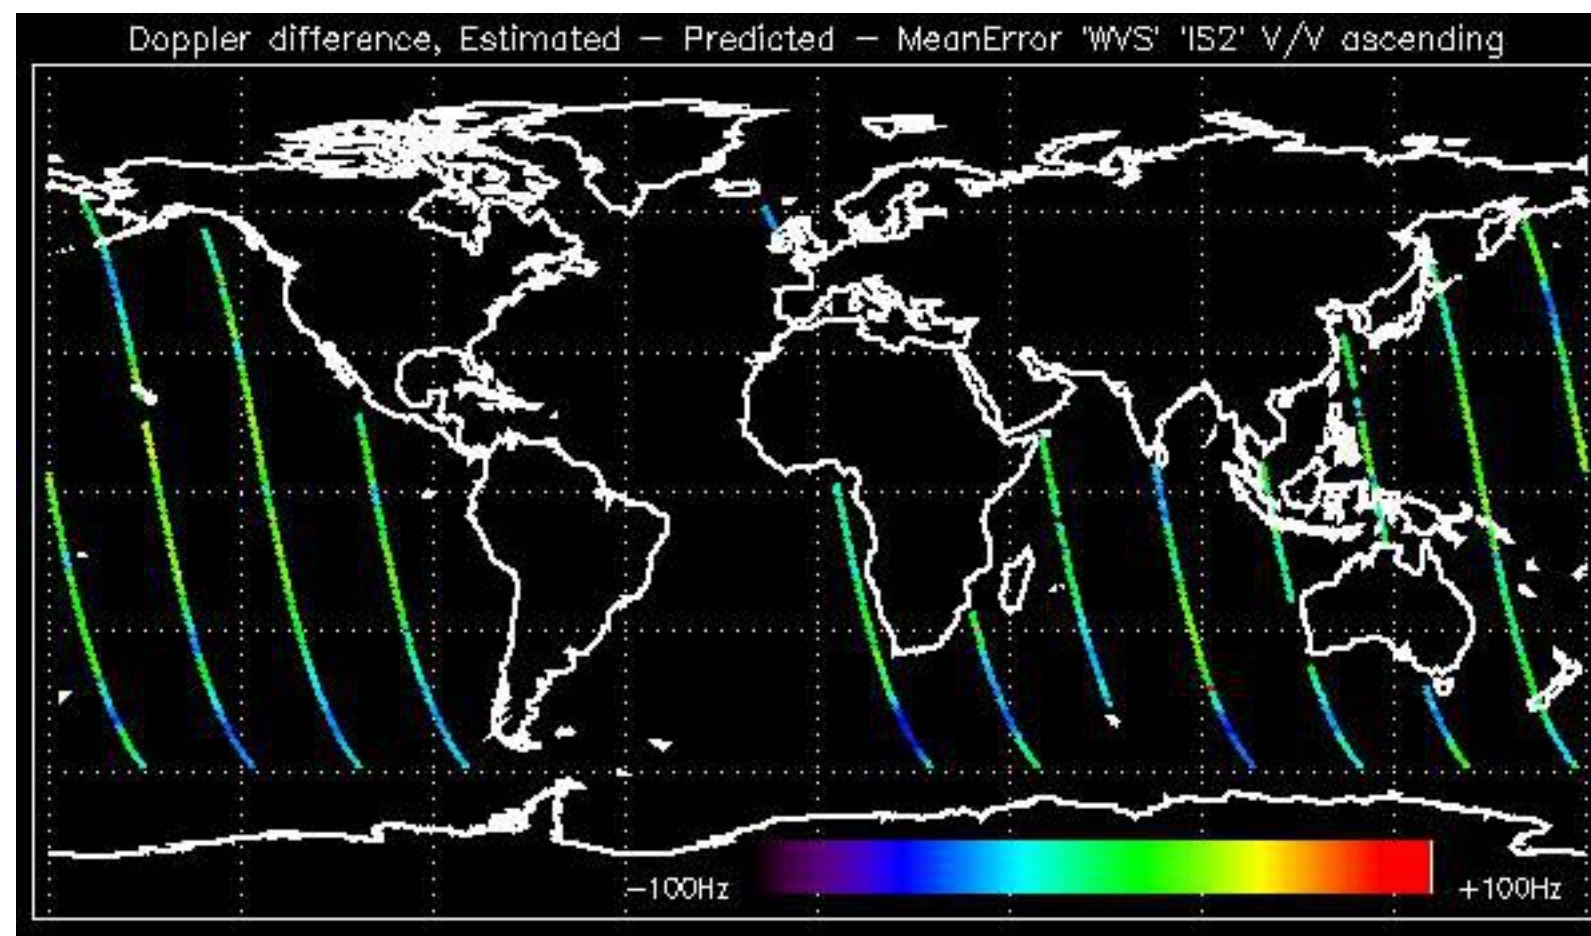 Doppler difference, Estimated − Predicted − MeanError 'WVS' 'IS2' V/V ascending
−100Hz +100Hz